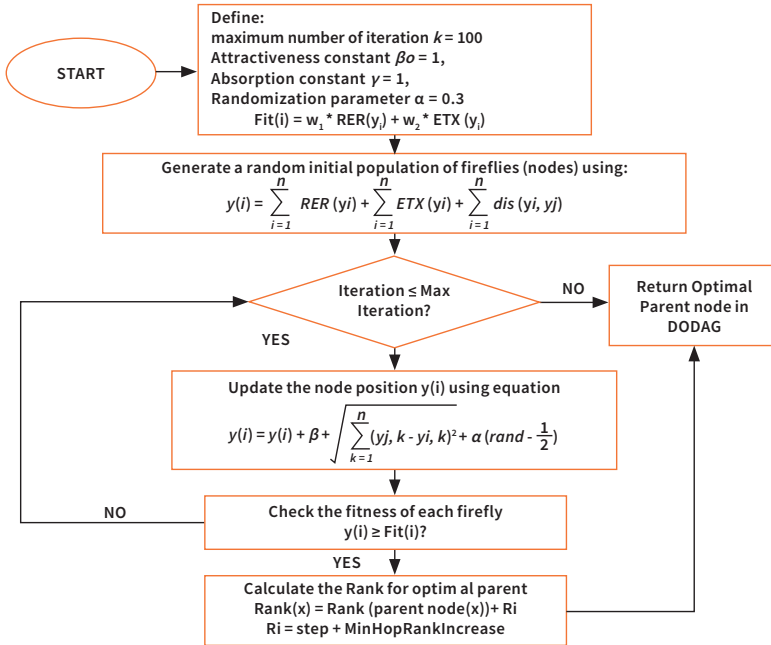 START
Define:
maximum number of iteration k = 100
Attractiveness constant βo = 1,
Absorption constant γ = 1,
Randomization parameter α = 0.3
Fit(i) = w₁ * RER(yᵢ) + w₂ * ETX (yᵢ)
Generate a random initial population of fireflies (nodes) using:
y(i) = ∑ⁿᵢ₌₁ RER (yi) + ∑ⁿᵢ₌₁ ETX (yi) + ∑ⁿᵢ₌₁ dis (yi, yj)
Iteration ≤ Max
Iteration?
NO
Return Optimal
Parent node in
DODAG
YES
Update the node position y(i) using equation
y(i) = y(i) + β + √∑ⁿₖ₌₁ (yj, k - yi, k)² + α (rand - 1/2)
NO
Check the fitness of each firefly
y(i) ≥ Fit(i)?
YES
Calculate the Rank for optim al parent
Rank(x) = Rank (parent node(x))+ Ri
Ri = step + MinHopRankIncrease